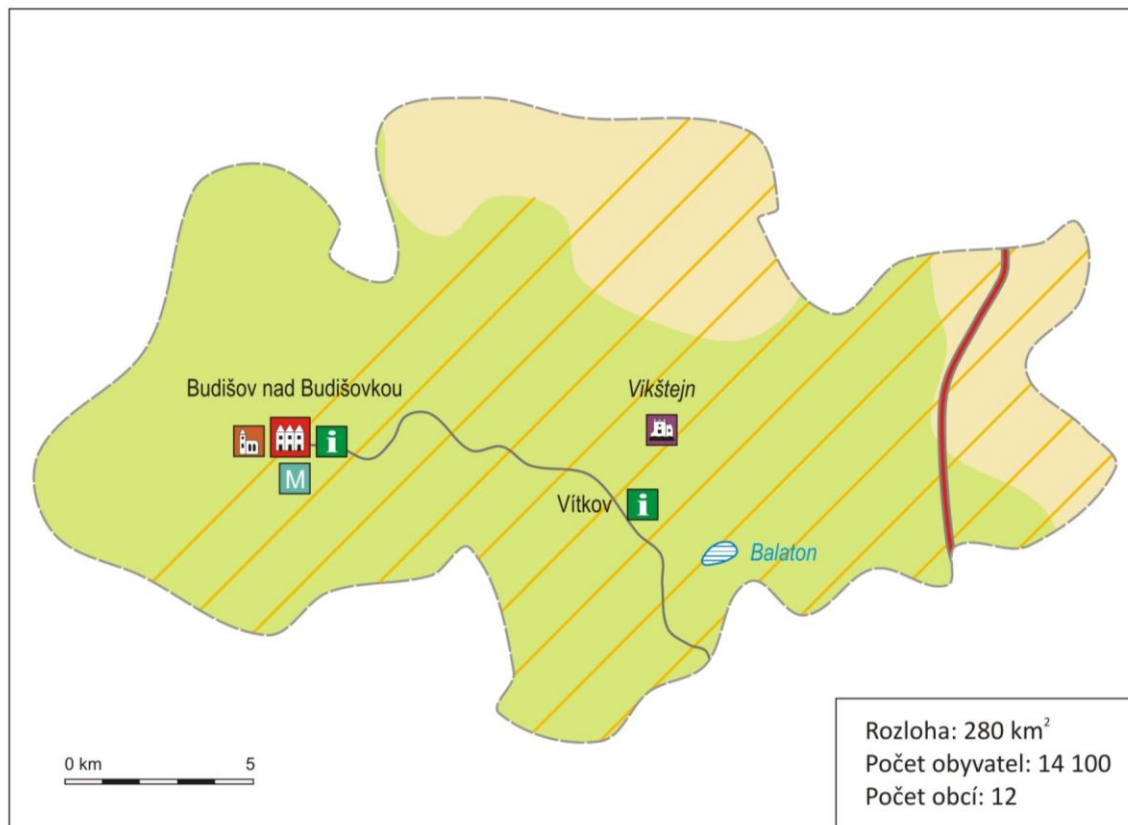 Budišov nad Budišovkou
Vikštejn
i
M
Vítkov
i
Balaton
0 km 5
Rozloha: 280 km²
Počet obyvatel: 14 100
Počet obcí: 12